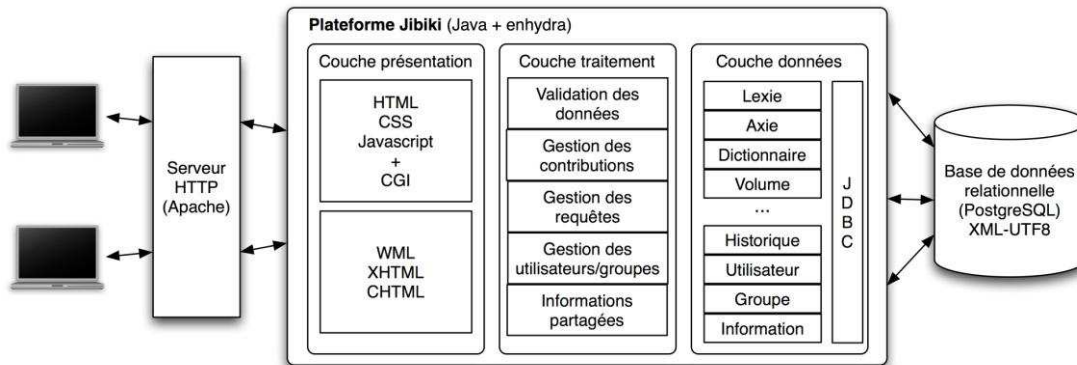 Plateforme Jibiki (Java + enhydra)
Serveur
HTTP
(Apache)
Couche présentation
HTML
CSS
Javascript
+
CGI
WML
XHTML
CHTML
Couche traitement
Validation des
données
Gestion des
contributions
Gestion des
requêtes
Gestion des
utilisateurs/groupes
Informations
partagées
Couche données
Lexie
Axie
Dictionnaire
Volume
...
Historique
Utilisateur
Groupe
Information
J
D
B
C
Base de données
relationnelle
(PostgreSQL)
XML-UTF8